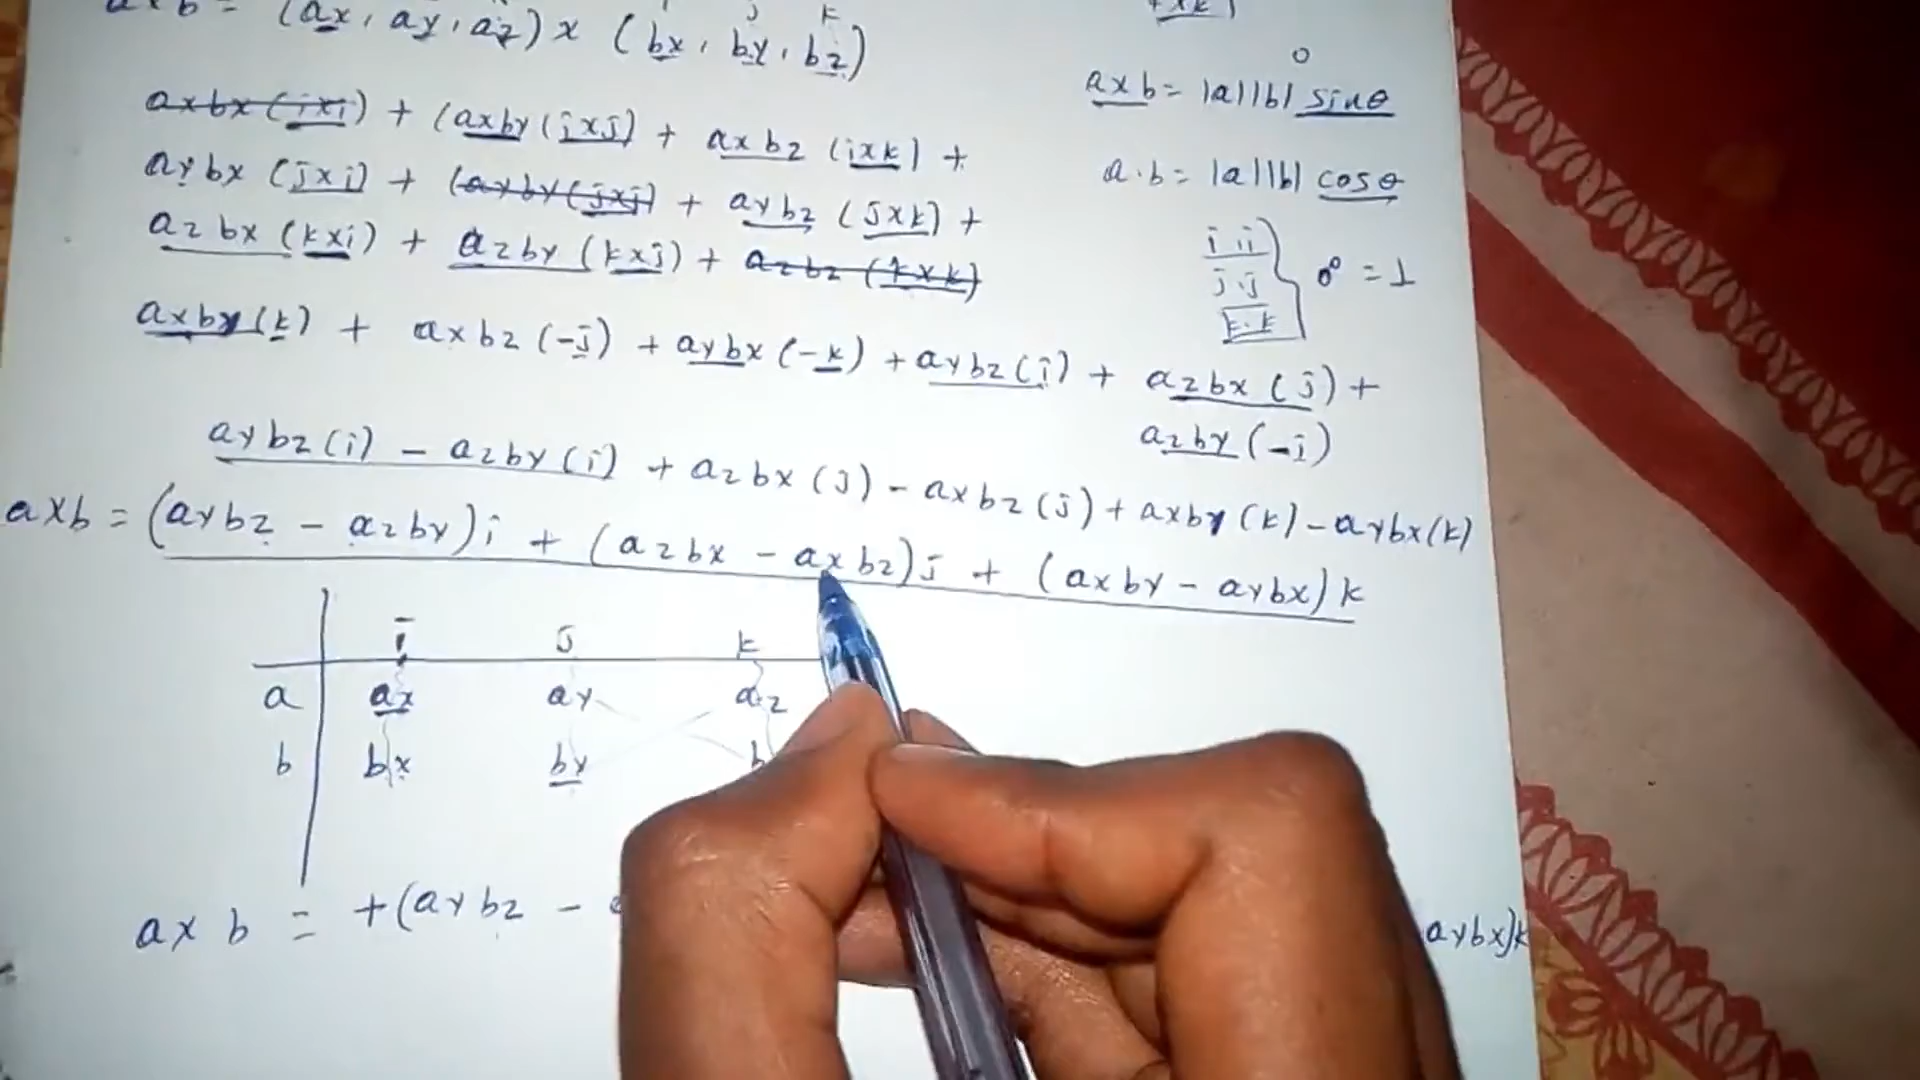 axb = (ax, ay, az) x (bx, by, bz)
i j k
axbx (ixi) + (axby (ixj) + axbz (ixk) +
aybx (jxi) + (ayby (jxj) + aybz (jxk) +
azbx (kxi) + azby (kxj) + azbz (kxk)
axby (k) + axbz (-j) + aybx (-k) + aybz (i) + azbx (j) +
azby (-i)
aybz (i) - azby (i) + azbx (j) - axbz (j) + axby (k) - aybx (k)
axb = (aybz - azby) i + (azbx - axbz) j + (axby - aybx) k
i j k
a ax ay az
b bx by b
axb = +(aybz -
aybx) k
0
axb = |a||b| sinθ
a.b = |a||b| cosθ
i.i
j.j 0° = 1
k.k